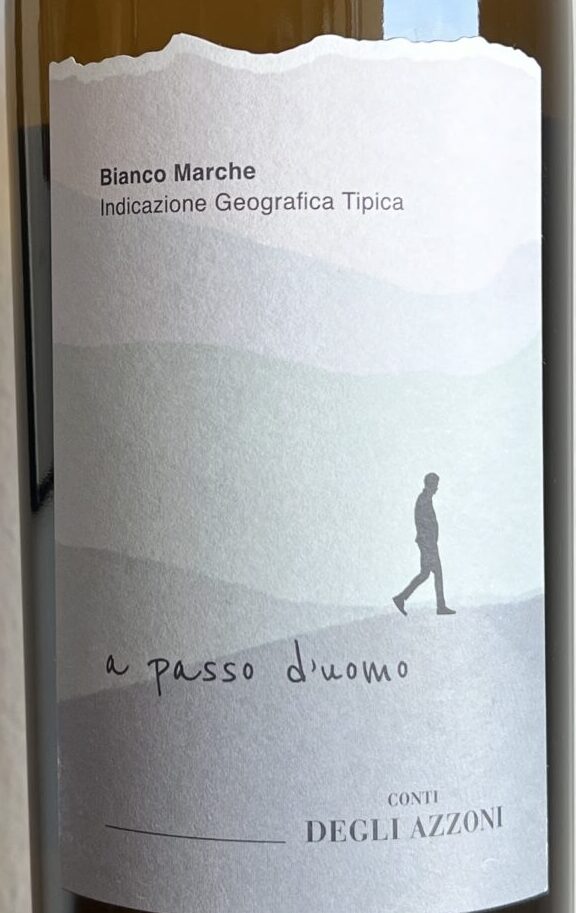 Bianco Marche
Indicazione Geografica Tipica
a passo d'uomo
CONTI
DEGLI AZZONI